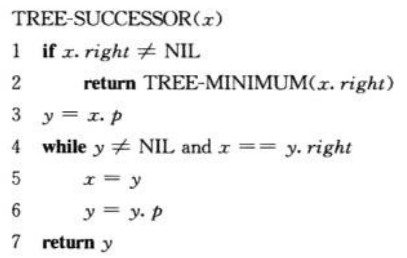 TREE-SUCCESSOR(x)
1 if x. right ≠ NIL
2 return TREE-MINIMUM(x. right)
3 y = x. p
4 while y ≠ NIL and x == y. right
5 x = y
6 y = y. p
7 return y